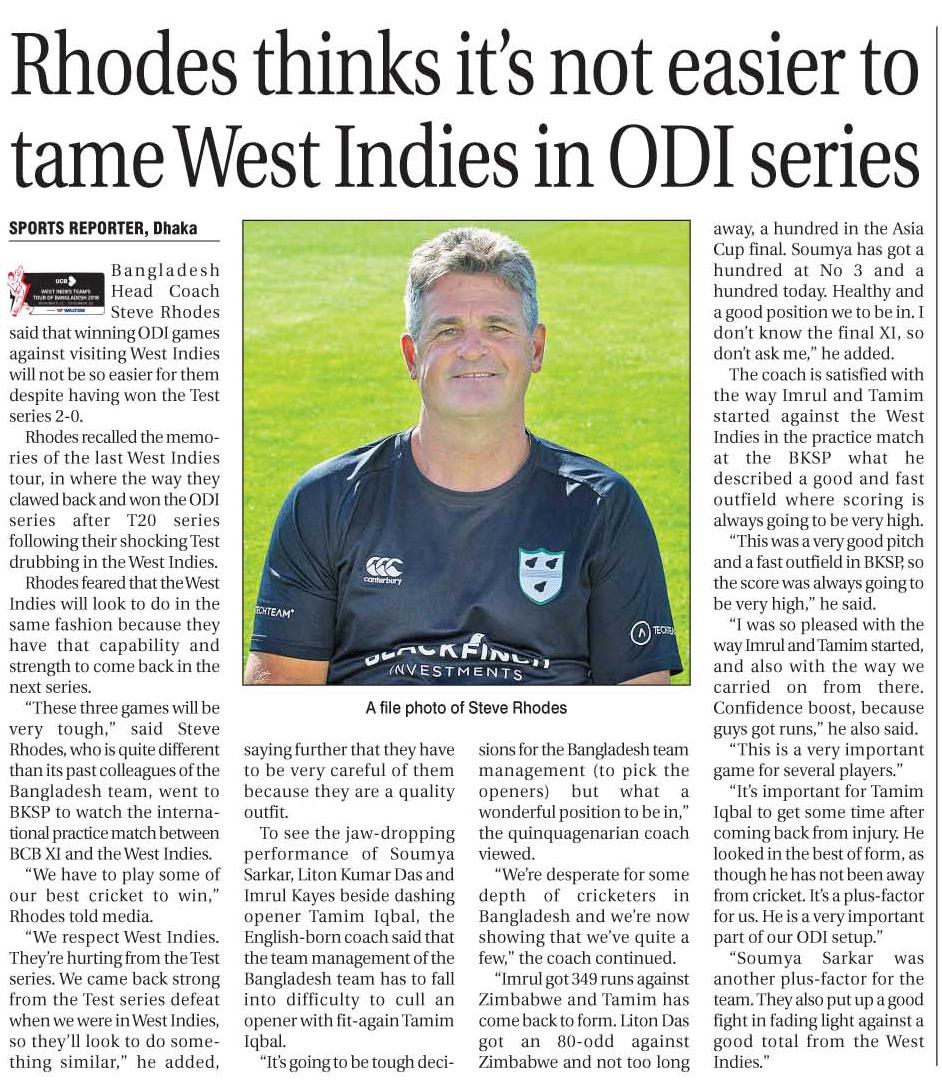 Rhodes thinks it's not easier to
tame West Indies in ODI series
SPORTS REPORTER, Dhaka
UCB
WEST INDIES TEAM'S
TOUR OF BANGLADESH 2018
WALTON
Bangladesh
Head Coach
Steve Rhodes
said that winning ODI games
against visiting West Indies
will not be so easier for them
despite having won the Test
series 2-0.
Rhodes recalled the memo-
ries of the last West Indies
tour, in where the way they
clawed back and won the ODI
series after T20 series
following their shocking Test
drubbing in the West Indies.
Rhodes feared that the West
Indies will look to do in the
same fashion because they
have that capability and
strength to come back in the
next series.
“These three games will be
very tough,” said Steve
Rhodes, who is quite different
than its past colleagues of the
Bangladesh team, went to
BKSP to watch the interna-
tional practice match between
BCB XI and the West Indies.
“We have to play some of
our best cricket to win,”
Rhodes told media.
“We respect West Indies.
They're hurting from the Test
series. We came back strong
from the Test series defeat
when we were in West Indies,
so they'll look to do some-
thing similar,” he added,
canterbury
TECHTEAM
TECHTE
BLACKFINCH
INVESTMENTS
A file photo of Steve Rhodes
saying further that they have
to be very careful of them
because they are a quality
outfit.
To see the jaw-dropping
performance of Soumya
Sarkar, Liton Kumar Das and
Imrul Kayes beside dashing
opener Tamim Iqbal, the
English-born coach said that
the team management of the
Bangladesh team has to fall
into difficulty to cull an
opener with fit-again Tamim
Iqbal.
“It's going to be tough deci-
sions for the Bangladesh team
management (to pick the
openers) but what a
wonderful position to be in,”
the quinquagenarian coach
viewed.
“We're desperate for some
depth of cricketers in
Bangladesh and we're now
showing that we've quite a
few,” the coach continued.
“Imrul got 349 runs against
Zimbabwe and Tamim has
come back to form. Liton Das
got an 80-odd against
Zimbabwe and not too long
away, a hundred in the Asia
Cup final. Soumya has got a
hundred at No 3 and a
hundred today. Healthy and
a good position we to be in. I
don't know the final XI, so
don't ask me,” he added.
The coach is satisfied with
the way Imrul and Tamim
started against the West
Indies in the practice match
at the BKSP what he
described a good and fast
outfield where scoring is
always going to be very high.
“This was a very good pitch
and a fast outfield in BKSP, so
the score was always going to
be very high,” he said.
“I was so pleased with the
way Imrul and Tamim started,
and also with the way we
carried on from there.
Confidence boost, because
guys got runs,” he also said.
“This is a very important
game for several players.”
“It's important for Tamim
Iqbal to get some time after
coming back from injury. He
looked in the best of form, as
though he has not been away
from cricket. It's a plus-factor
for us. He is a very important
part of our ODI setup.”
“Soumya Sarkar was
another plus-factor for the
team. They also put up a good
fight in fading light against a
good total from the West
Indies.”